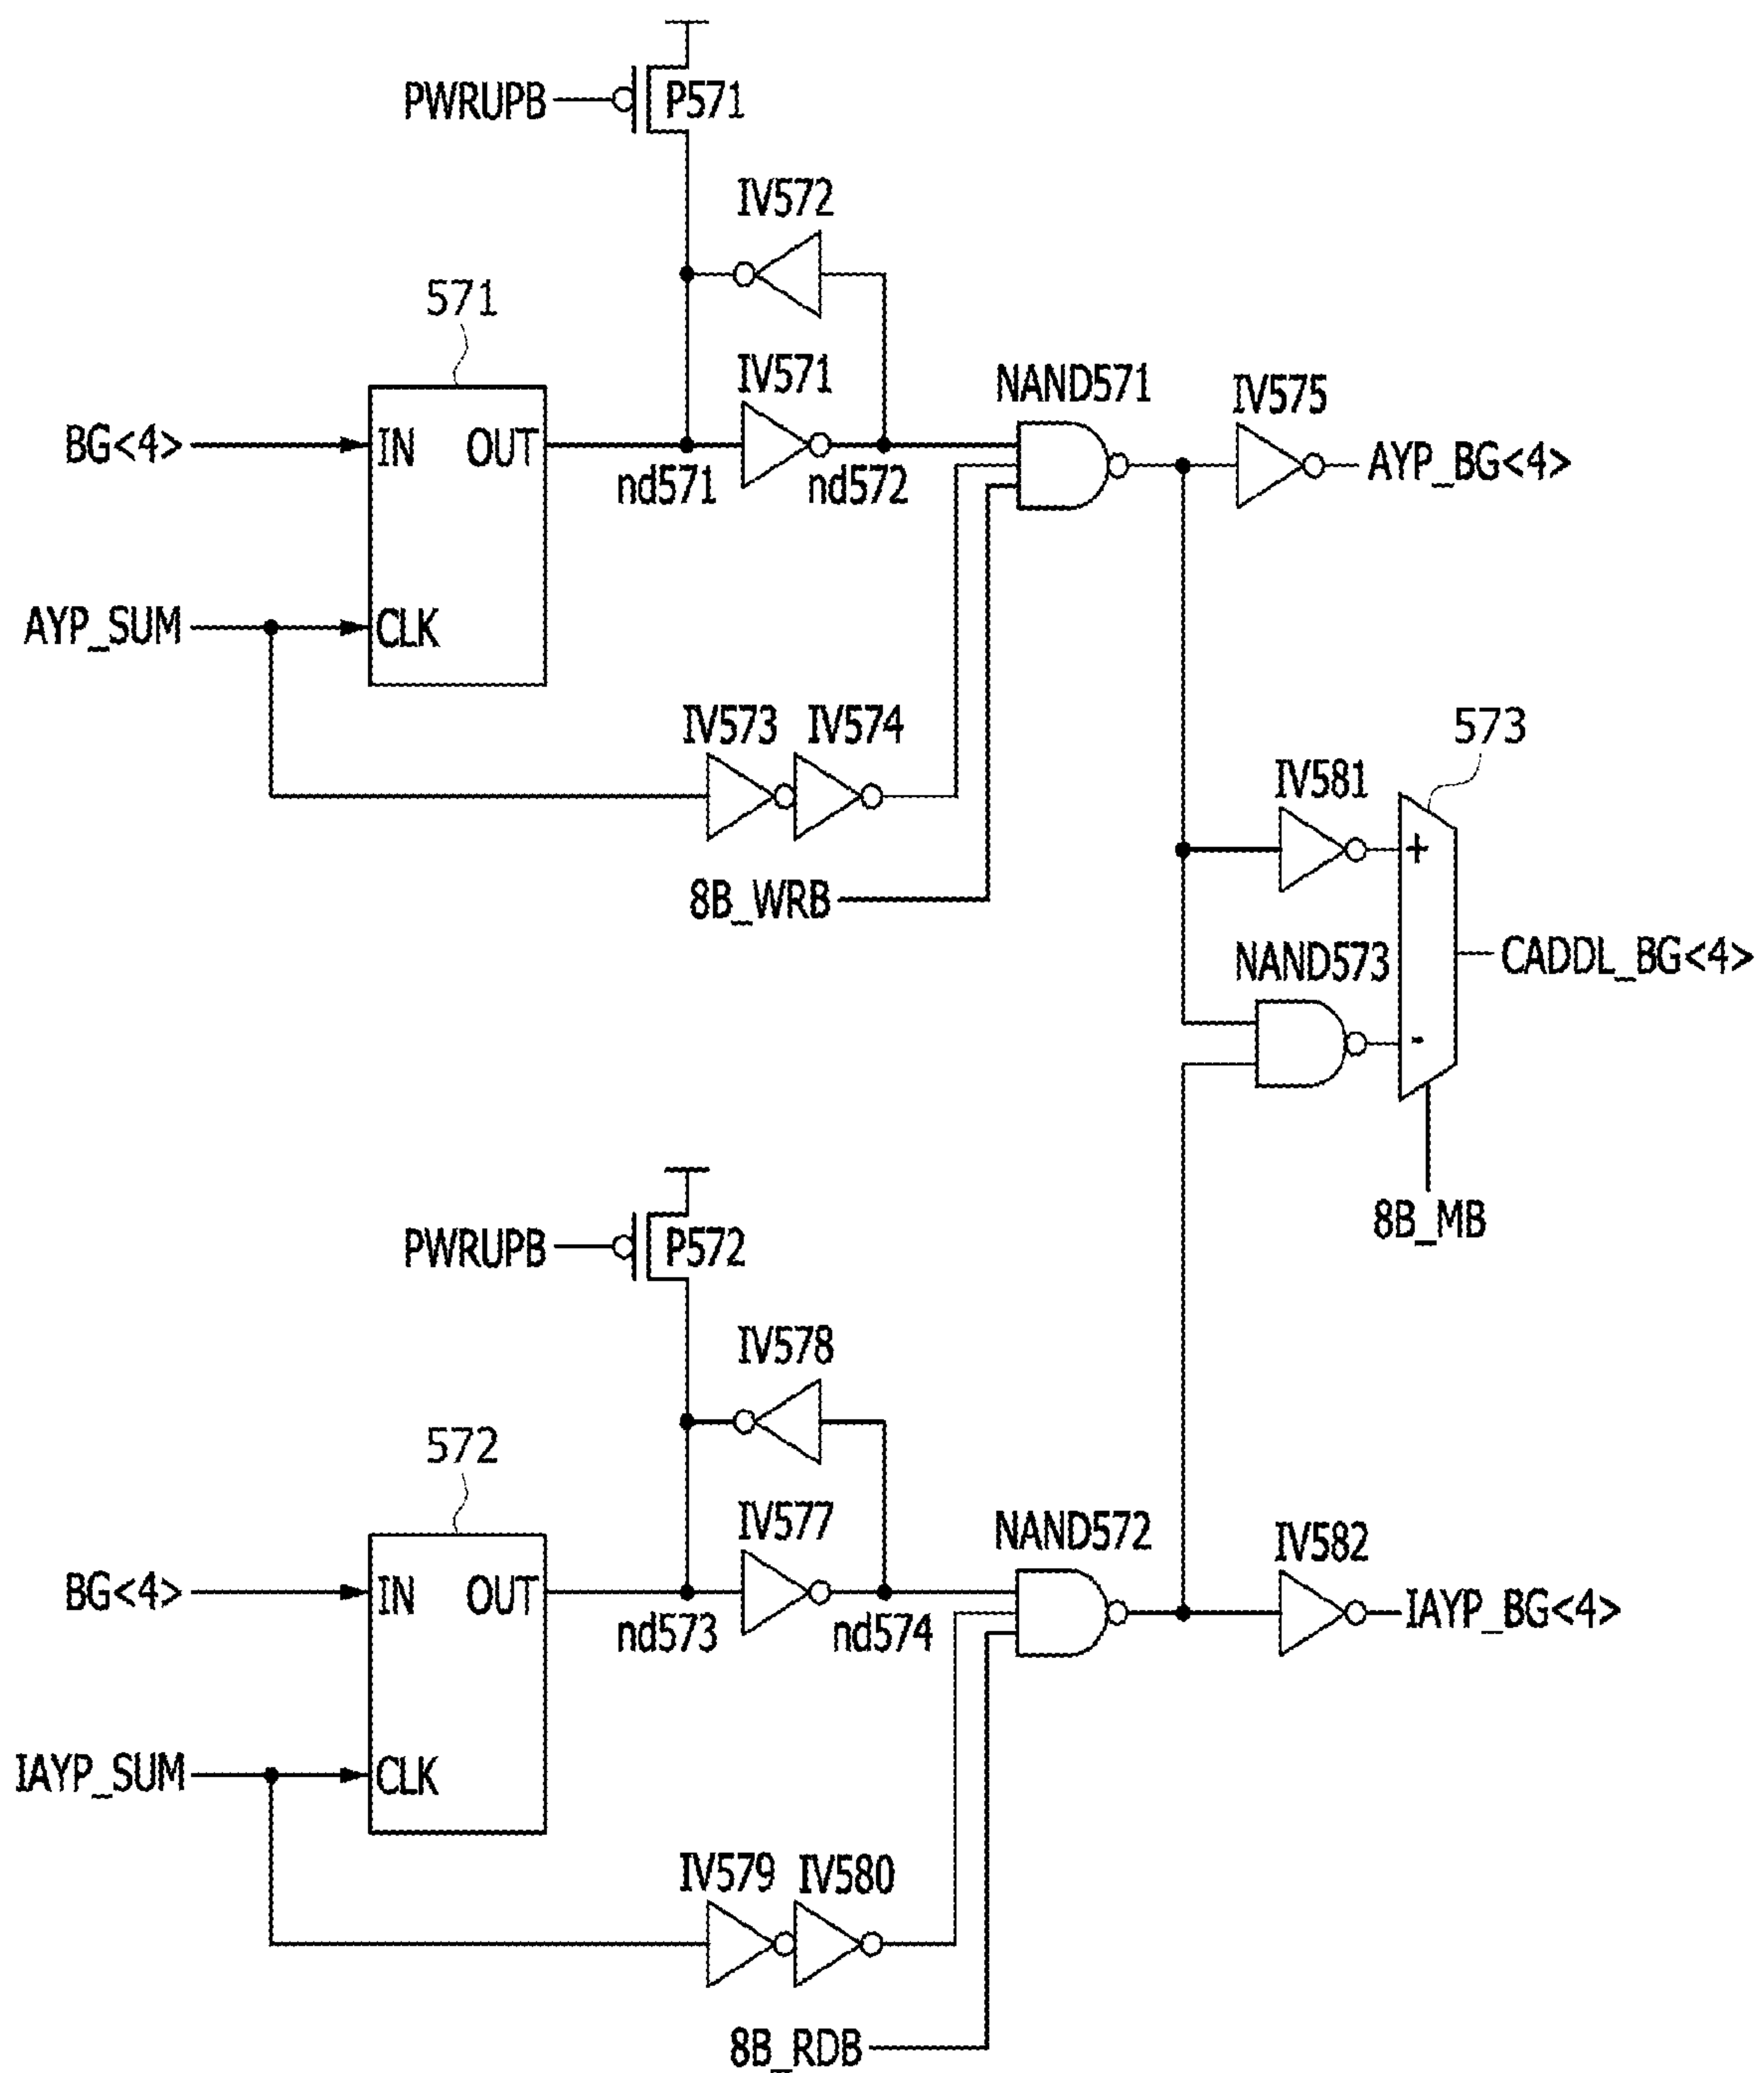 PWRUPB
P571
IV572
571
IV571
NAND571
IV575
BG<4>
IN
OUT
nd571
nd572
AYP_BG<4>
AYP_SUM
CLK
IV573
IV574
573
IV581
+
8B_WRB
NAND573
CADDL_BG<4>
-
8B_MB
PWRUPB
P572
IV578
572
IV577
NAND572
IV582
BG<4>
IN
OUT
nd573
nd574
IAYP_BG<4>
IAYP_SUM
CLK
IV579
IV580
8B_RDB